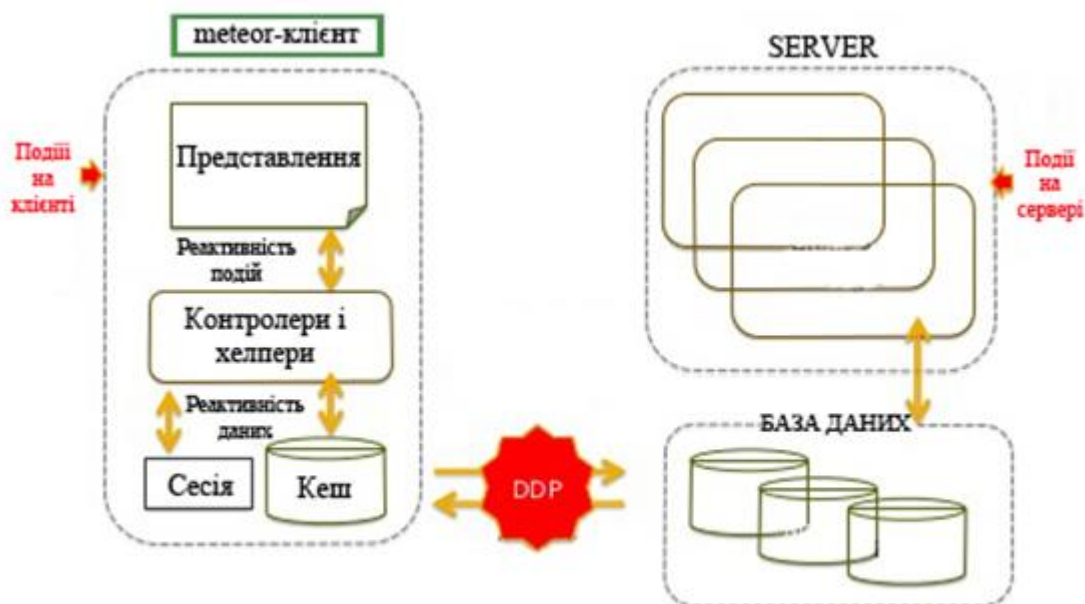 meteor-клієнт
SERVER
Подіїї
на
клієнті
Представлення
Реактивність
подій
Контролери і
хелпери
Реактивність
даних
Сесія
Кеш
DDP
Події
на
сервері
БАЗА ДАНИХ